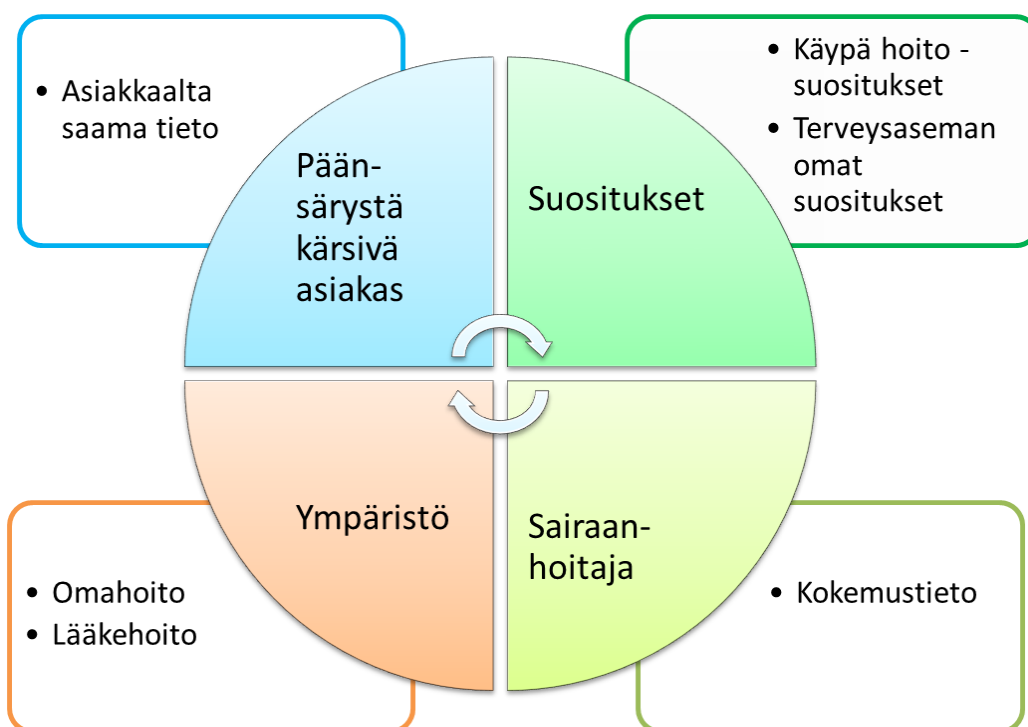 • Asiakkaalta
saama tieto
Pään-
särystä
kärsivä
asiakas
Suositukset
• Käypä hoito -
suositukset
• Terveysaseman
omat
suositukset
Ympäristö
• Omahoito
• Lääkehoito
Sairaan-
hoitaja
• Kokemustieto